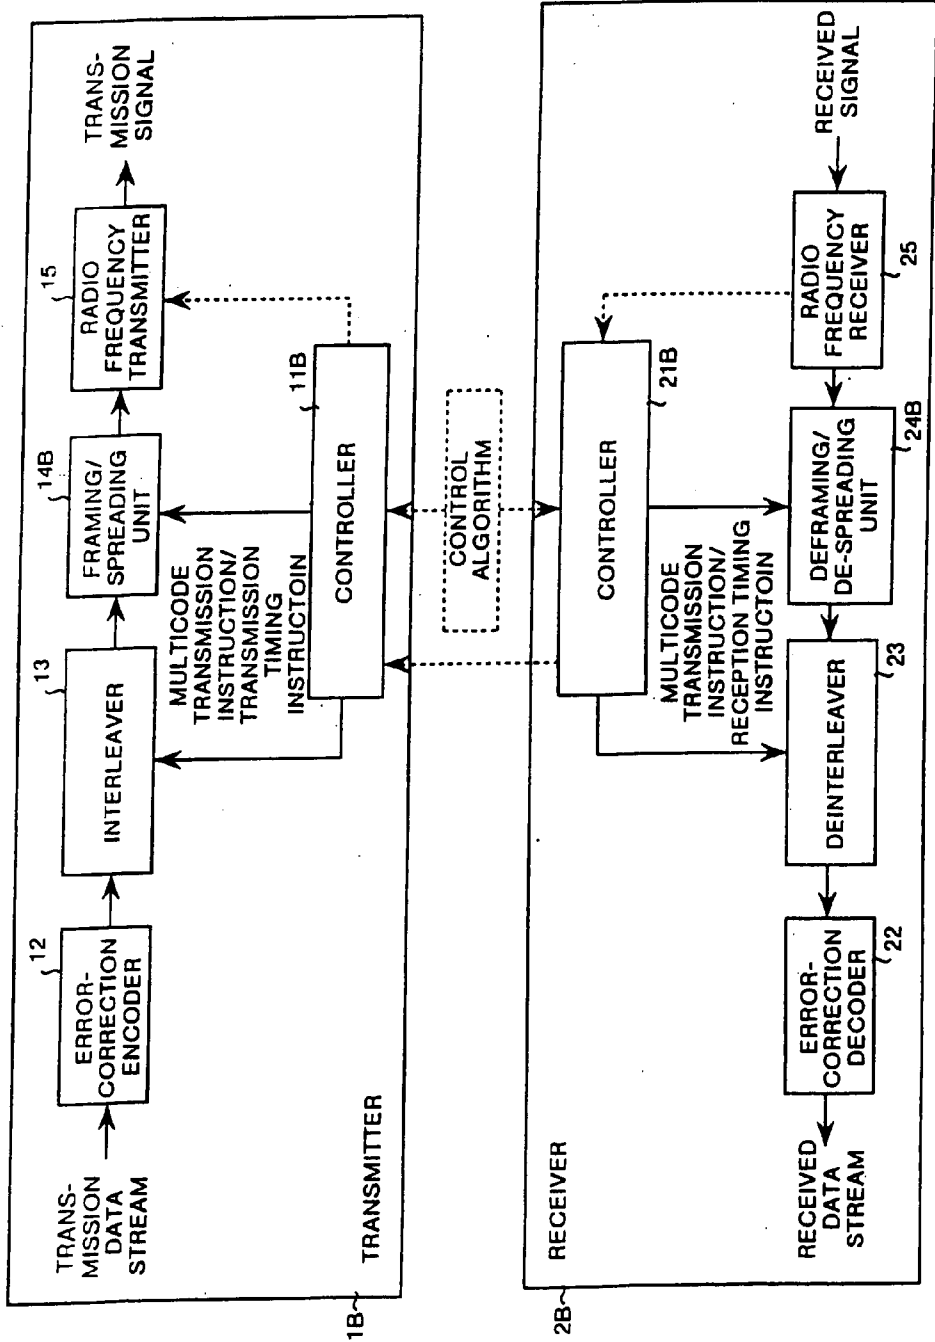 TRANS-
MISSION
DATA
STREAM
12
ERROR-
CORRECTION
ENCODER
13
INTERLEAVER
14B
FRAMING/
SPREADING
UNIT
15
RADIO
FREQUENCY
TRANSMITTER
TRANS-
MISSION
SIGNAL
MULTICODE
TRANSMISSION
INSTRUCTION/
TRANSMISSION
TIMING
INSTRUCTOIN
11B
CONTROLLER
TRANSMITTER
1B
CONTROL
ALGORITHM
2B
RECEIVER
CONTROLLER
21B
MULTICODE
TRANSMISSION
INSTRUCTION/
RECEPTION TIMING
INSTRUCTOIN
RECEIVED
DATA
STREAM
ERROR-
CORRECTION
DECODER
22
DEINTERLEAVER
23
DEFRAMING/
DE-SPREADING
UNIT
24B
RADIO
FREQUENCY
RECEIVER
25
RECEIVED
SIGNAL